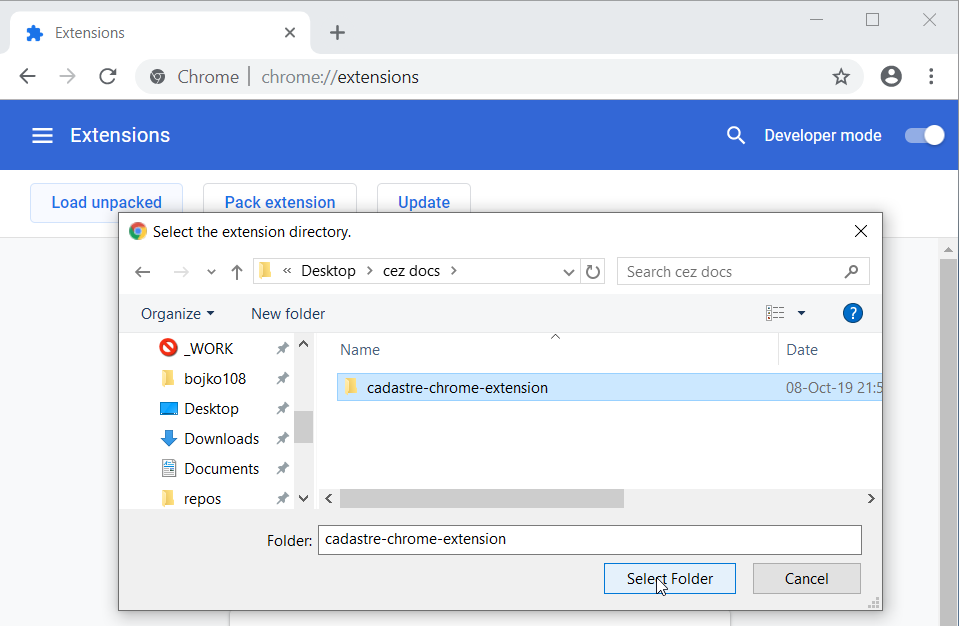 Extensions
Chrome | chrome://extensions
Extensions Developer mode
Load unpacked Pack extension Update
Select the extension directory.
« Desktop > cez docs > Search cez docs
Organize New folder ?
_WORK
bojko108
Desktop
Downloads
Documents
repos
Name Date
cadastre-chrome-extension 08-Oct-19 21:5
Folder: cadastre-chrome-extension
Select Folder Cancel